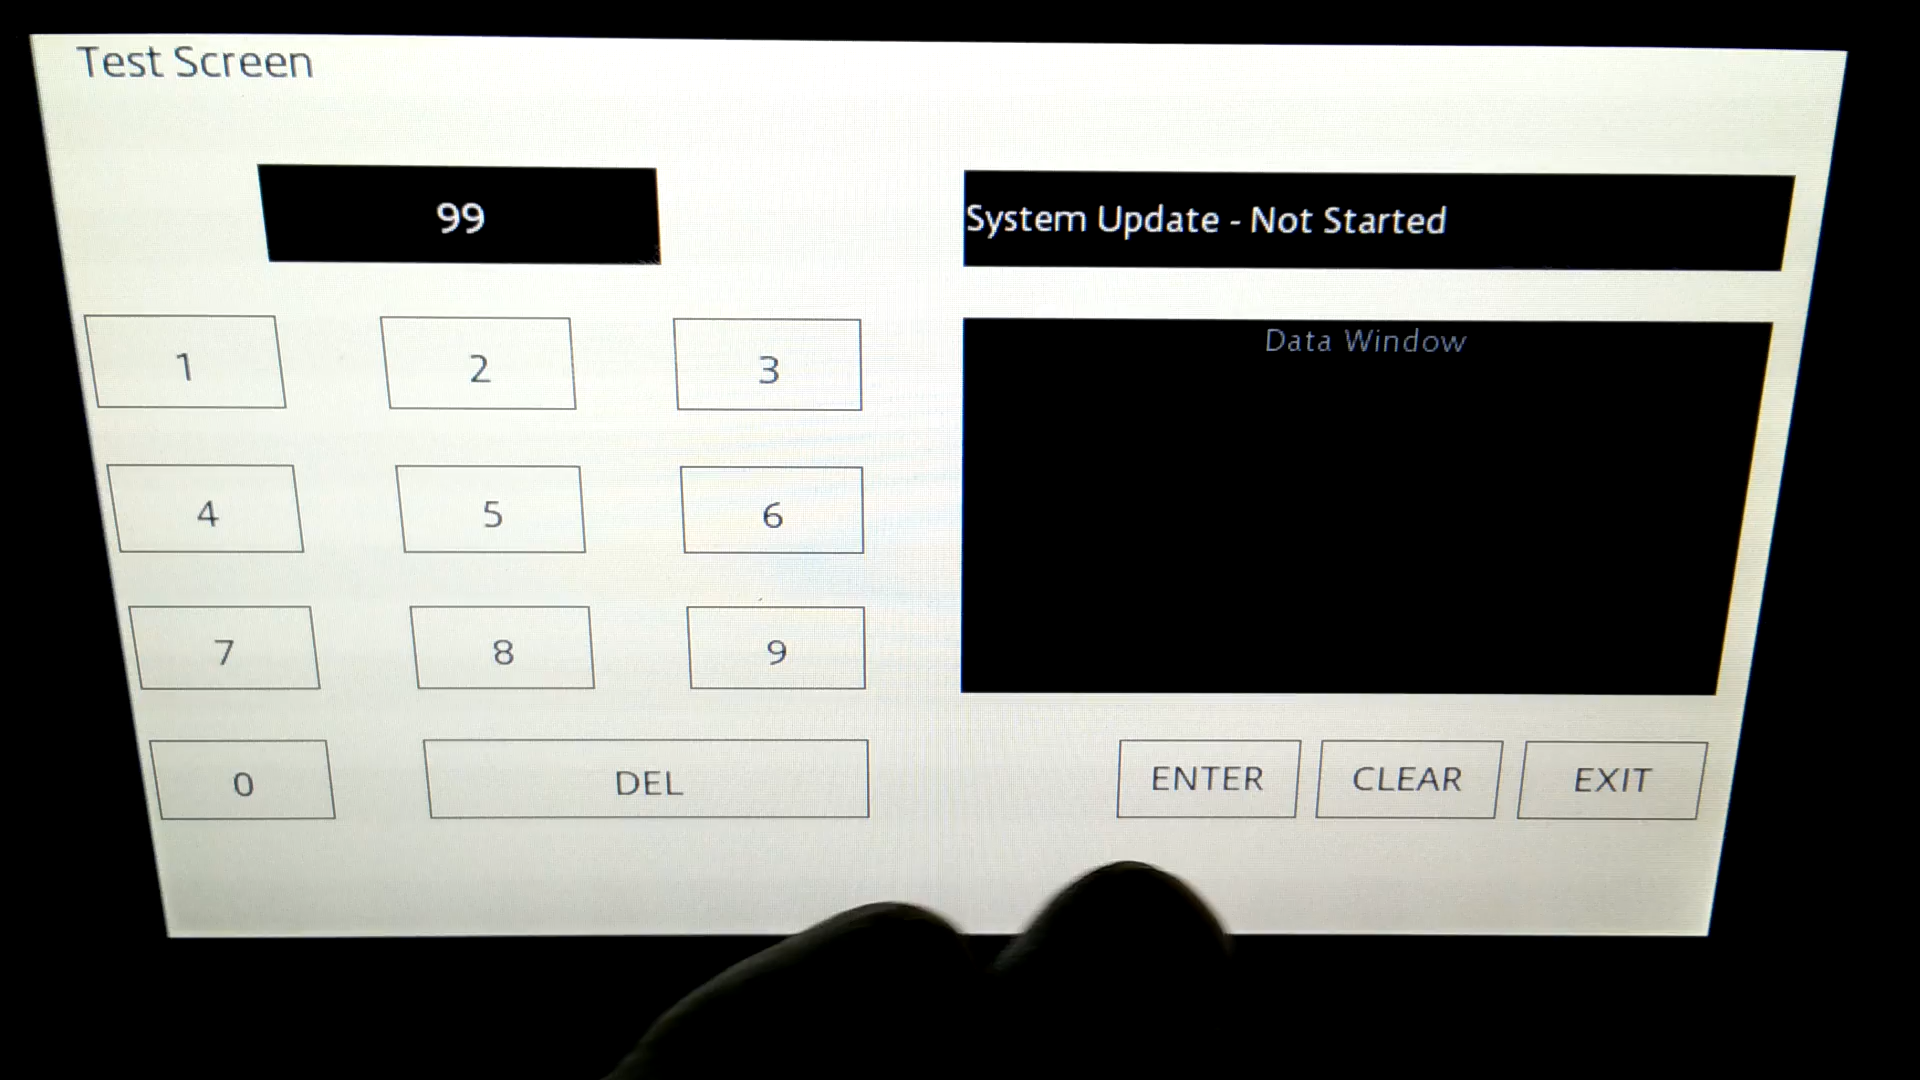 Test Screen
99
System Update - Not Started
1
2
3
Data Window
4
5
6
7
8
9
0
DEL
ENTER
CLEAR
EXIT